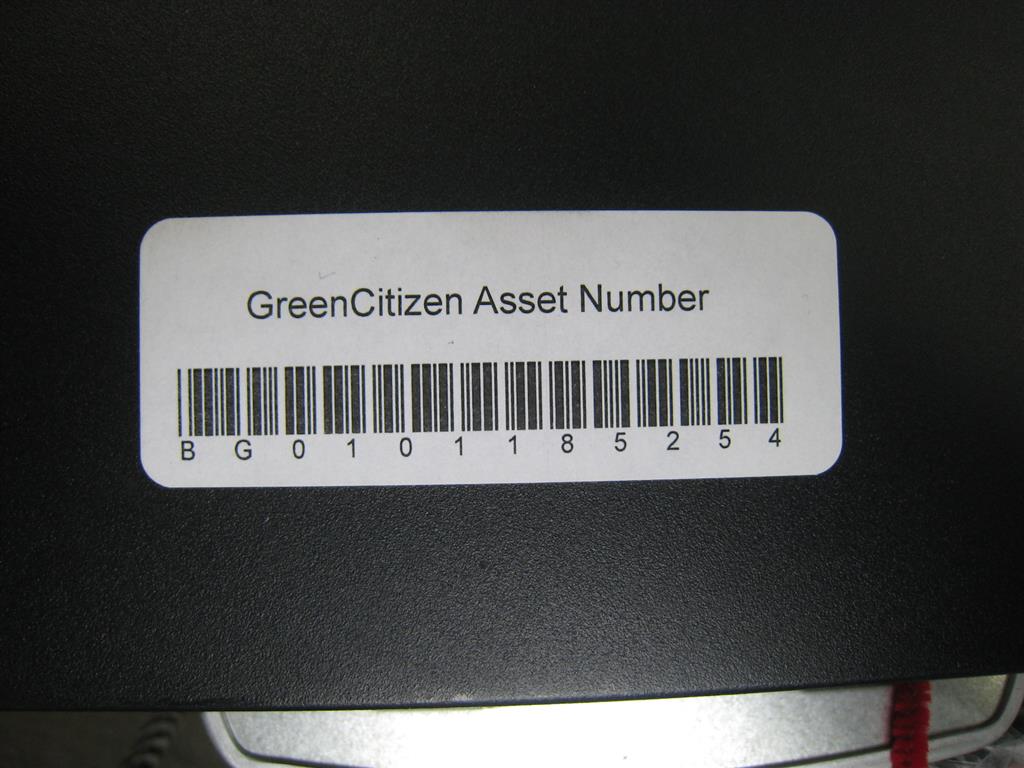 GreenCitizen Asset Number
B G 0 1 0 1 1 8 5 2 5 4